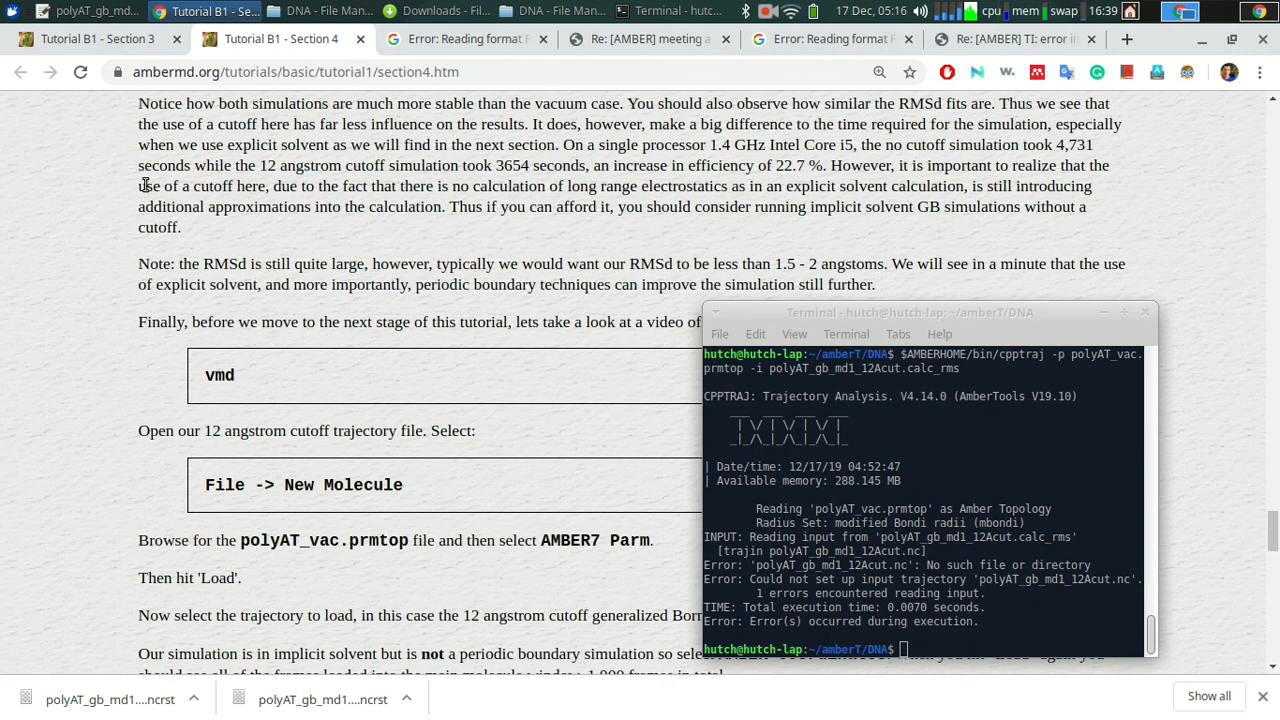 polyAT_gb_md...
Tutorial B1 - Se...
DNA - File Man...
Downloads - Fil...
DNA - File Man...
Terminal - hutc...
17 Dec, 05:16
cpu
mem
swap
16:39
Tutorial B1 - Section 3
Tutorial B1 - Section 4
Error: Reading format F
Re: [AMBER] meeting a
Error: Reading format F
Re: [AMBER] TI: error in
ambermd.org/tutorials/basic/tutorial1/section4.htm
Notice how both simulations are much more stable than the vacuum case. You should also observe how similar the RMSd fits are. Thus we see that
the use of a cutoff here has far less influence on the results. It does, however, make a big difference to the time required for the simulation, especially
when we use explicit solvent as we will find in the next section. On a single processor 1.4 GHz Intel Core i5, the no cutoff simulation took 4,731
seconds while the 12 angstrom cutoff simulation took 3654 seconds, an increase in efficiency of 22.7 %. However, it is important to realize that the
use of a cutoff here, due to the fact that there is no calculation of long range electrostatics as in an explicit solvent calculation, is still introducing
additional approximations into the calculation. Thus if you can afford it, you should consider running implicit solvent GB simulations without a
cutoff.
Note: the RMSd is still quite large, however, typically we would want our RMSd to be less than 1.5 - 2 angstoms. We will see in a minute that the use
of explicit solvent, and more importantly, periodic boundary techniques can improve the simulation still further.
Finally, before we move to the next stage of this tutorial, lets take a look at a video of
vmd
Open our 12 angstrom cutoff trajectory file. Select:
File -> New Molecule
Browse for the polyAT_vac.prmtop file and then select AMBER7 Parm.
Then hit 'Load'.
Now select the trajectory to load, in this case the 12 angstrom cutoff generalized Born
Our simulation is in implicit solvent but is not a periodic boundary simulation so
Terminal - hutch@hutch-lap: ~/amberT/DNA
File Edit View Terminal Tabs Help
hutch@hutch-lap:~/amberT/DNA$ $AMBERHOME/bin/cpptraj -p polyAT_vac.
prmtop -i polyAT_gb_md1_12Acut.calc_rms
CPPTRAJ: Trajectory Analysis. V4.14.0 (AmberTools V19.10)
___ ___ ___ ___
| \/ | \/ | \/ |
_|_/\_|_/\_|_/\_|_
| Date/time: 12/17/19 04:52:47
| Available memory: 288.145 MB
Reading 'polyAT_vac.prmtop' as Amber Topology
Radius Set: modified Bondi radii (mbondi)
INPUT: Reading input from 'polyAT_gb_md1_12Acut.calc_rms'
[trajin polyAT_gb_md1_12Acut.nc]
Error: 'polyAT_gb_md1_12Acut.nc': No such file or directory
Error: Could not set up input trajectory 'polyAT_gb_md1_12Acut.nc'.
1 errors encountered reading input.
TIME: Total execution time: 0.0070 seconds.
Error: Error(s) occurred during execution.
hutch@hutch-lap:~/amberT/DNA$
polyAT_gb_md1....ncrst
polyAT_gb_md1....ncrst
Show all